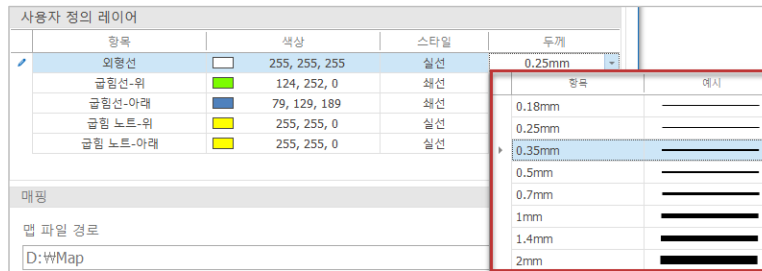 사용자 정의 레이어
항목 색상 스타일 두께
외형선 255, 255, 255 실선 0.25mm
굽힘선-위 124, 252, 0 쇄선
굽힘선-아래 79, 129, 189 쇄선
굽힘 노트-위 255, 255, 0 실선
굽힘 노트-아래 255, 255, 0 실선
항목 예시
0.18mm
0.25mm
0.35mm
0.5mm
0.7mm
1mm
1.4mm
2mm
매핑
맵 파일 경로
D:₩Map